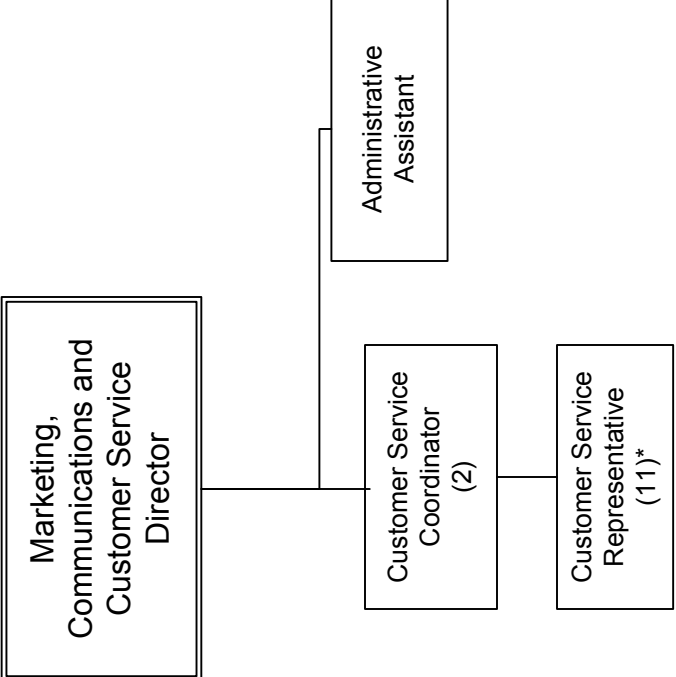 Marketing,
Communications and
Customer Service
Director
Administrative
Assistant
Customer Service
Coordinator
(2)
Customer Service
Representative
(11)*